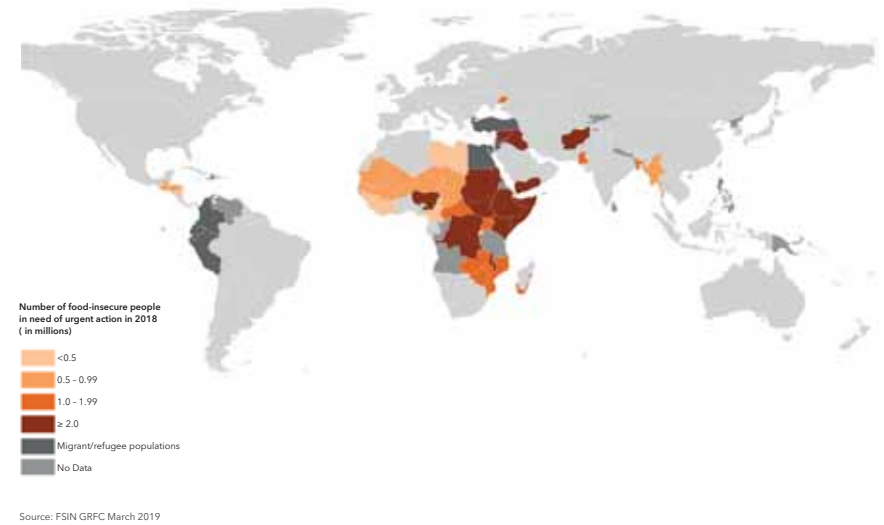 Number of food-insecure people
in need of urgent action in 2018
( in millions)
<0.5
0.5 - 0.99
1.0 - 1.99
≥ 2.0
Migrant/refugee populations
No Data
Source: FSIN GRFC March 2019